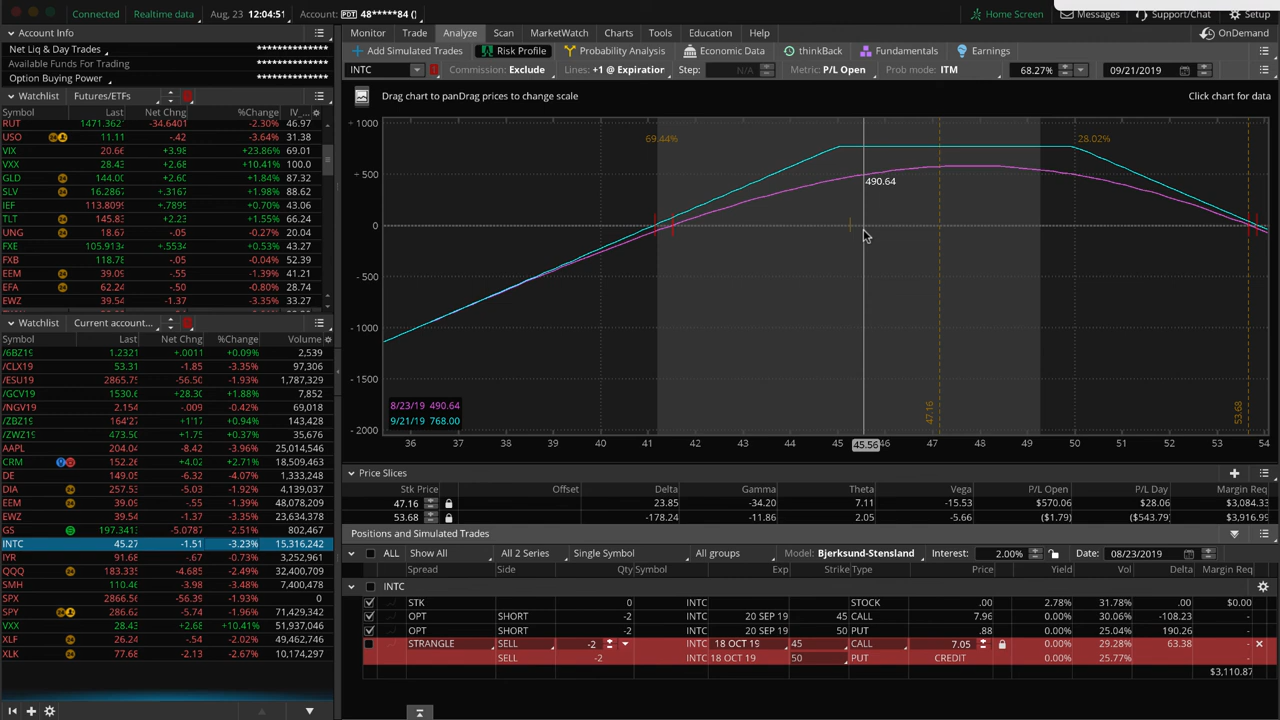 Connected Realtime data Aug, 23 12:04:51 Account: PDT 48*****84 () Home Screen Messages Support/Chat Setup
Account Info
Net Liq & Day Trades **************
Available Funds For Trading **************
Option Buying Power **************
Watchlist Futures/ETFs
Symbol Last Net Chng %Change IV_...
RUT 1471.362 -34.6401 -2.30% 46.97
USO 11.11 -.42 -3.64% 31.38
VIX 20.66 +3.98 +23.86% 69.01
VXX 28.43 +2.68 +10.41% 100.0
GLD 144.00 +2.60 +1.84% 87.32
SLV 16.2867 +.3167 +1.98% 88.62
IEF 113.8099 +.3735 +0.70% 43.06
TLT 145.83 +2.23 +1.55% 66.24
UNG 19.04 -.05 -0.27% 20.04
FXE 105.9134 +.5534 +0.53% 43.27
FXB 118.78 -.05 -0.04% 52.39
EEM 39.09 -.55 -1.39% 41.21
EFA 62.24 -.50 -0.80% 28.74
EWZ 39.54 -1.37 -3.35% 33.27
Watchlist Current account...
Symbol Last Net Chng %Change Volume
/6BZ19 1.2321 +.0011 +0.09% 2,539
/CLX19 53.31 -1.85 -3.35% 97,306
/ESU19 2865.75 -56.50 -1.93% 1,787,329
/GCV19 1530.6 +28.30 +1.88% 7,852
/NGV19 2.154 -.009 -0.42% 69,018
/ZBZ19 164'27 +1'17 +0.94% 143,428
/ZWZ19 473.50 +1.75 +0.37% 35,676
AAPL 204.04 -8.42 -3.96% 25,014,546
CRM 152.26 +4.02 +2.71% 18,509,463
DE 149.05 -6.32 -4.07% 1,333,248
DIA 257.53 -5.03 -1.92% 4,139,037
EEM 39.09 -.55 -1.39% 48,078,209
EWZ 39.54 -1.37 -3.35% 23,634,378
GS 197.3413 -5.0787 -2.51% 802,467
INTC 45.27 -1.51 -3.23% 15,316,242
IYR 91.68 -.67 -0.73% 3,252,961
QQQ 183.335 -4.685 -2.49% 32,400,709
SMH 110.46 -3.98 -3.48% 7,400,478
SPX 2866.56 -56.39 -1.93% 0
SPY 286.62 -5.74 -1.96% 71,429,342
VXX 28.43 +2.68 +10.41% 51,937,046
XLF 26.24 -.54 -2.02% 49,462,746
XLK 77.68 -2.13 -2.67% 10,174,297
Monitor Trade Analyze Scan MarketWatch Charts Tools Education Help OnDemand
Add Simulated Trades Risk Profile Probability Analysis Economic Data thinkBack Fundamentals Earnings
INTC Commission: Exclude Lines: +1 @ Expiration Step: N/A Metric: P/L Open Prob mode: ITM 68.27% 09/21/2019
Drag chart to pan Drag prices to change scale Click chart for data
+ 1000
+ 500
0
- 500
- 1000
- 1500
- 2000
69.44% 28.02%
490.64
47.16 53.68
8/23/19 490.64
9/21/19 768.00
36 37 38 39 40 41 42 43 44 45.56 46 47 48 49 50 51 52 53 54
Price Slices
Stk Price Offset Delta Gamma Theta Vega P/L Open P/L Day Margin Req
47.16 23.85 -34.20 7.11 -15.53 $570.06 $28.06 $3,084.33
53.68 -178.24 -11.86 2.05 -5.66 ($1.79) ($543.79) $3,916.99
Positions and Simulated Trades
ALL Show All All 2 Series Single Symbol All groups Model: Bjerksund-Stensland Interest: 2.00% Date: 08/23/2019
Spread Side Qty Symbol Exp Strike Type Price Yield Vol Delta Margin Req
INTC
STK 0 INTC STOCK .00 2.78% 31.78% .00 $0.00
OPT SHORT -2 INTC 20 SEP 19 45 CALL 7.96 0.00% 30.06% -108.23 -
OPT SHORT -2 INTC 20 SEP 19 50 PUT .88 0.00% 25.04% 190.26 -
STRANGLE SELL -2 INTC 18 OCT 19 45 CALL 7.05 0.00% 29.28% 63.38 -
SELL -2 INTC 18 OCT 19 50 PUT CREDIT 0.00% 25.77% -
$3,110.87